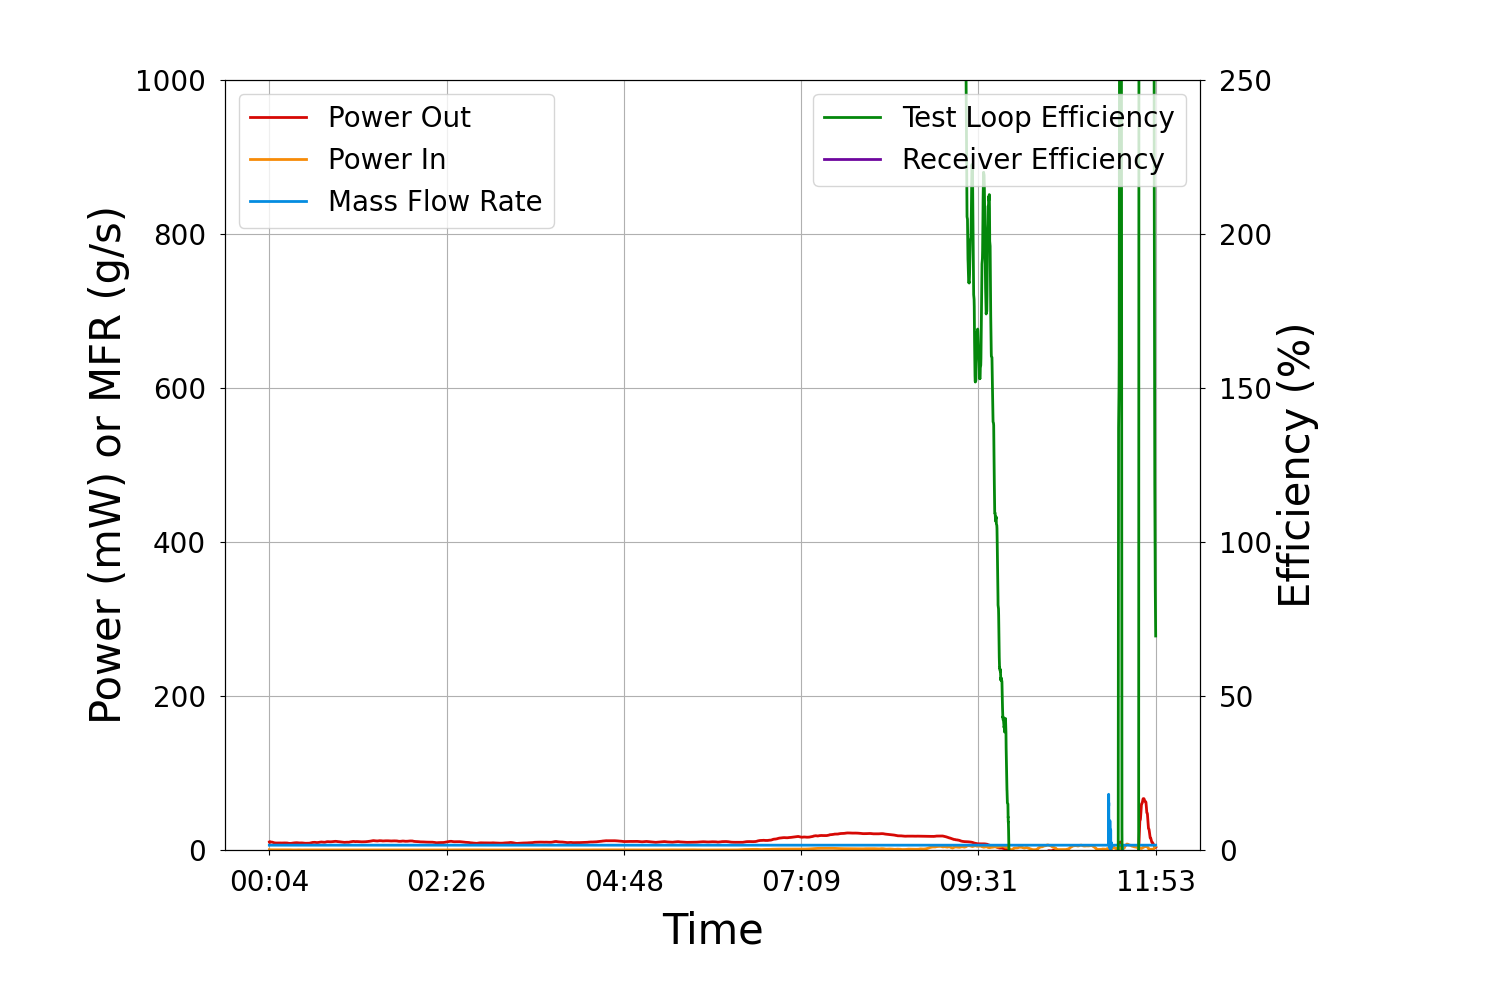 1000
800
600
400
200
0
Power (mW) or MFR (g/s)
Power Out
Power In
Mass Flow Rate
Test Loop Efficiency
Receiver Efficiency
250
200
150
100
50
0
Efficiency (%)
00:04 02:26 04:48 07:09 09:31 11:53
Time